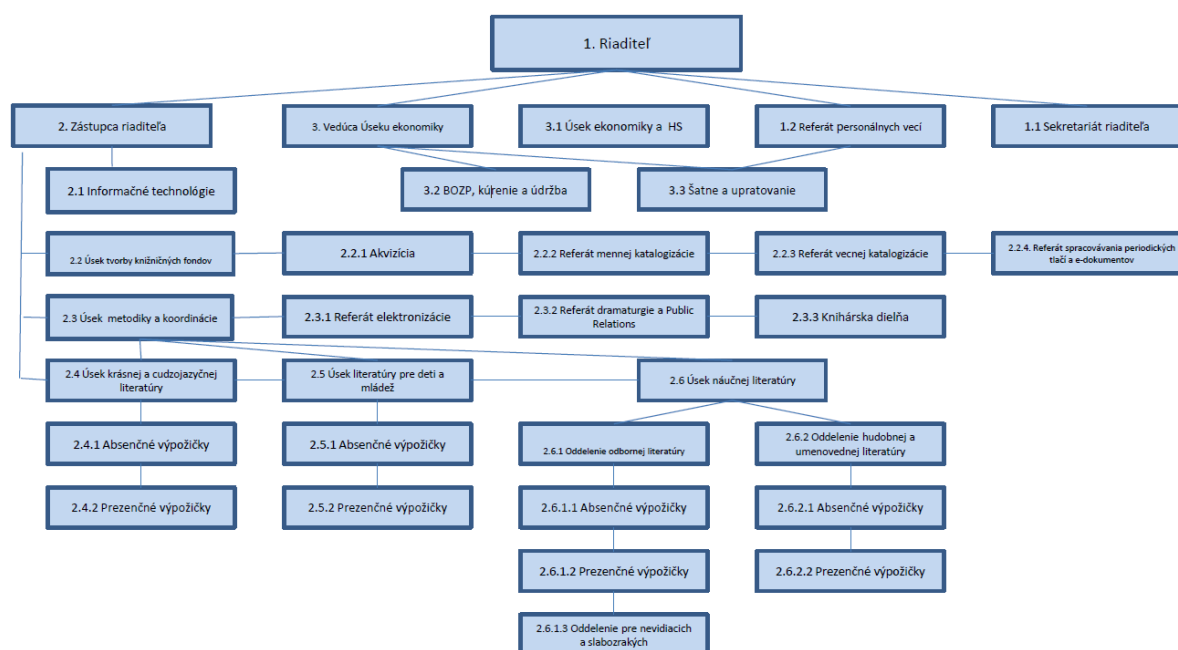 1. Riaditeľ
2. Zástupca riaditeľa
3. Vedúca Úseku ekonomiky
3.1 Úsek ekonomiky a HS
1.2 Referát personálnych vecí
1.1 Sekretariát riaditeľa
2.1 Informačné technológie
3.2 BOZP, kúrenie a údržba
3.3 Šatne a upratovanie
2.2 Úsek tvorby knižničných fondov
2.2.1 Akvizícia
2.2.2 Referát mennej katalogizácie
2.2.3 Referát vecnej katalogizácie
2.2.4. Referát spracovávania periodických
tlačí a e-dokumentov
2.3 Úsek metodiky a koordinácie
2.3.1 Referát elektronizácie
2.3.2 Referát dramaturgie a Public
Relations
2.3.3 Knihárska dielňa
2.4 Úsek krásnej a cudzojazyčnej
literatúry
2.5 Úsek literatúry pre deti a
mládež
2.6 Úsek náučnej literatúry
2.4.1 Absenčné výpožičky
2.5.1 Absenčné výpožičky
2.6.1 Oddelenie odbornej literatúry
2.6.2 Oddelenie hudobnej a
umenovednej literatúry
2.4.2 Prezenčné výpožičky
2.5.2 Prezenčné výpožičky
2.6.1.1 Absenčné výpožičky
2.6.2.1 Absenčné výpožičky
2.6.1.2 Prezenčné výpožičky
2.6.2.2 Prezenčné výpožičky
2.6.1.3 Oddelenie pre nevidiacich
a slabozrakých